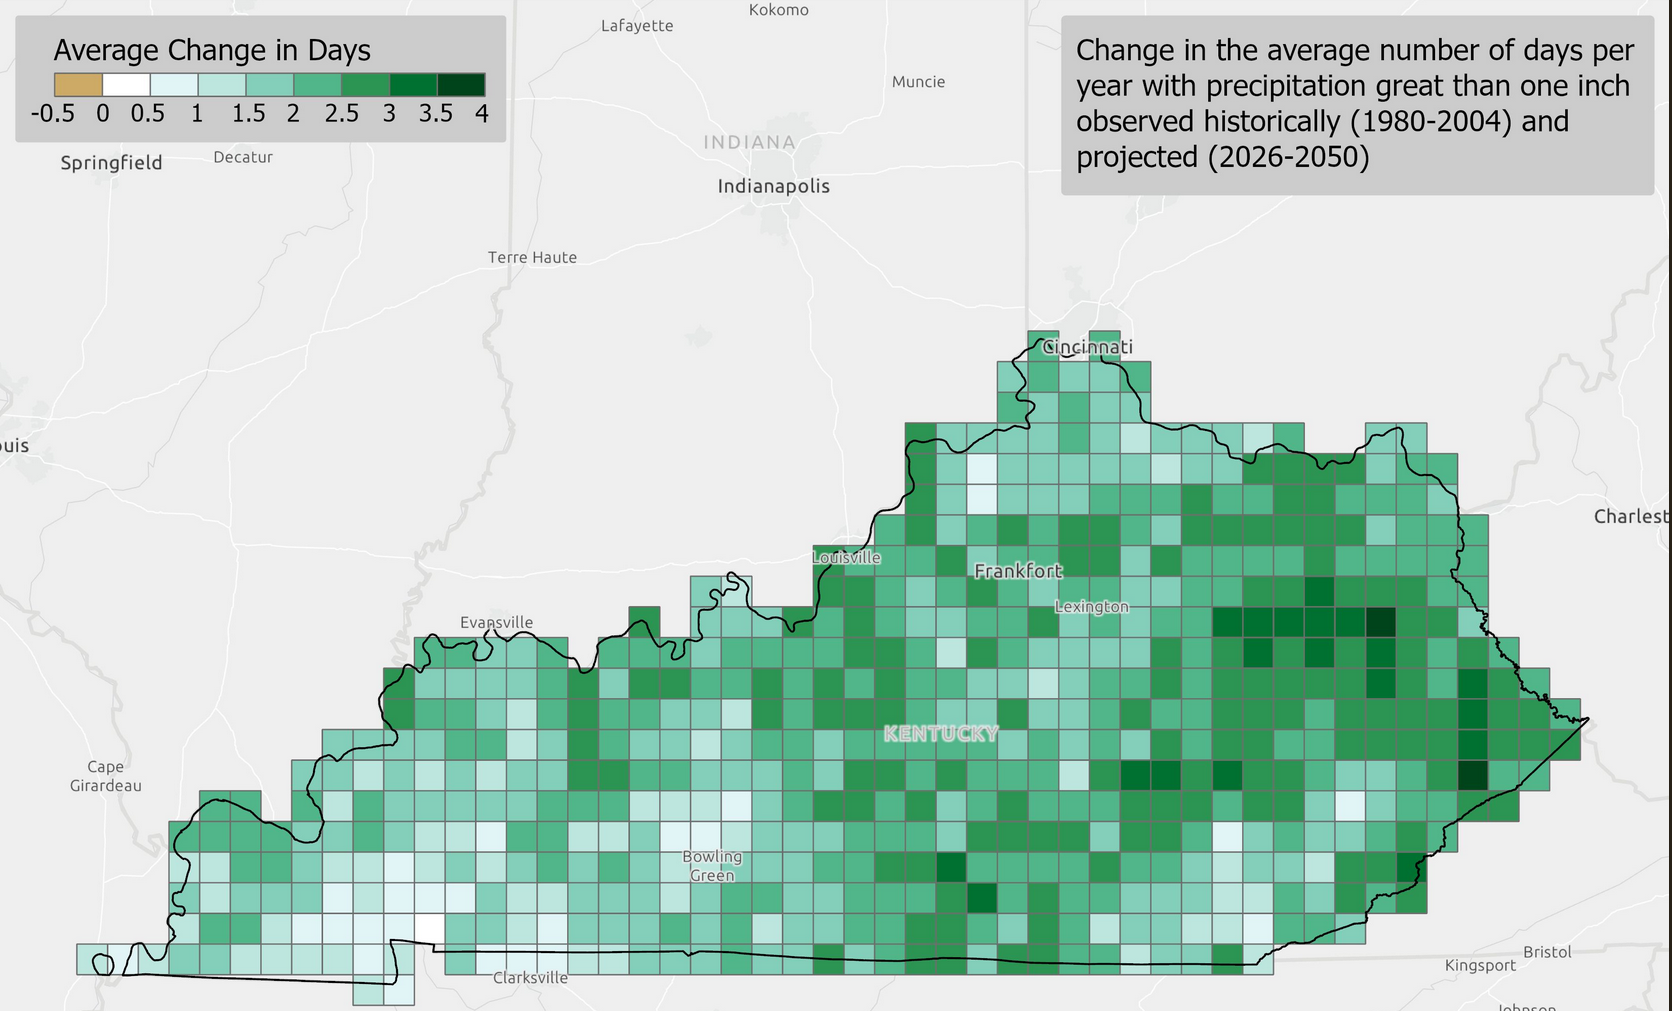 Kokomo
Lafayette
Average Change in Days
-0.5 0 0.5 1 1.5 2 2.5 3 3.5 4
Change in the average number of days per
year with precipitation great than one inch
observed historically (1980-2004) and
projected (2026-2050)
Muncie
INDIANA
Springfield
Decatur
Indianapolis
Terre Haute
Cincinnati
ouis
Charlest
Louisville
Frankfort
Lexington
Evansville
KENTUCKY
Cape
Girardeau
Bowling
Green
Bristol
Kingsport
Clarksville
Johnson